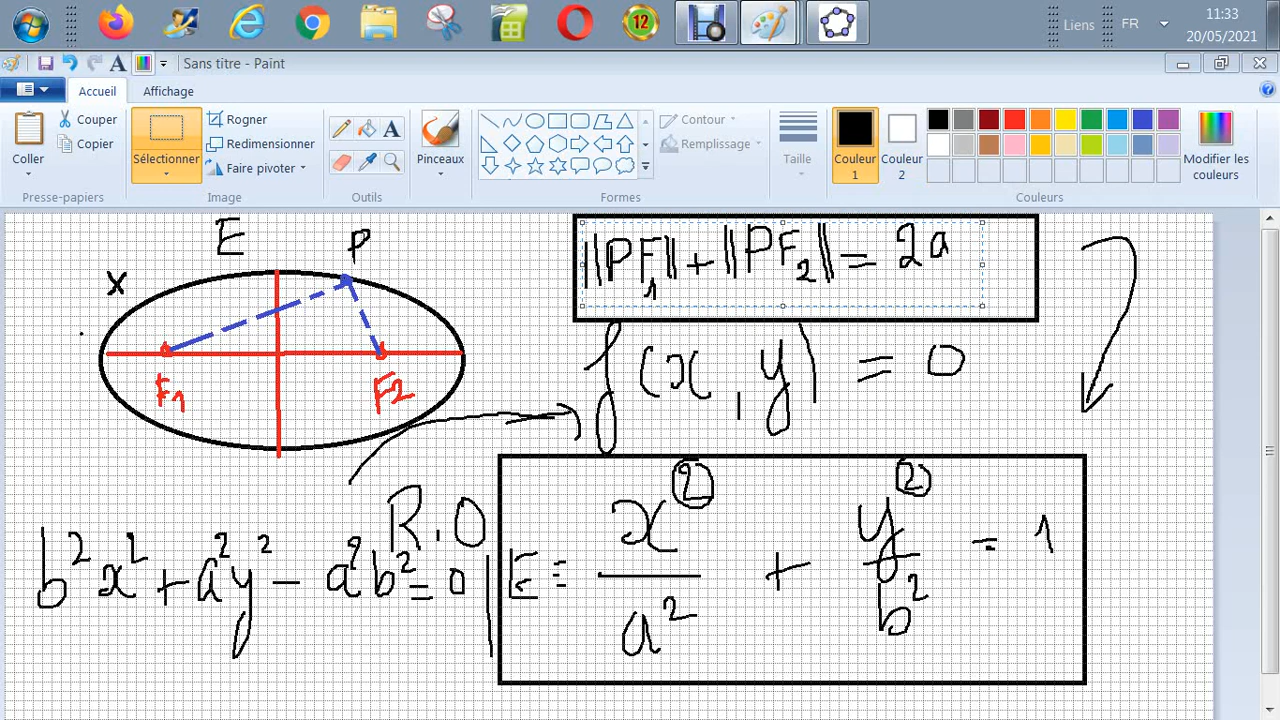 Liens
FR
11:33
20/05/2021
12
Sans titre - Paint
Accueil
Affichage
Coller
Couper
Copier
Presse-papiers
Sélectionner
Rogner
Redimensionner
Faire pivoter
Image
Outils
Pinceaux
Formes
Contour
Remplissage
Taille
Couleur 1
Couleur 2
Modifier les couleurs
Couleurs
E
P
X
F1
F2
||PF₁|| + ||PF₂|| = 2a
f(x, y) = 0
R.O
b²x² + a²y² - a²b² = 0
E ≡ x²/a² + y²/b² = 1